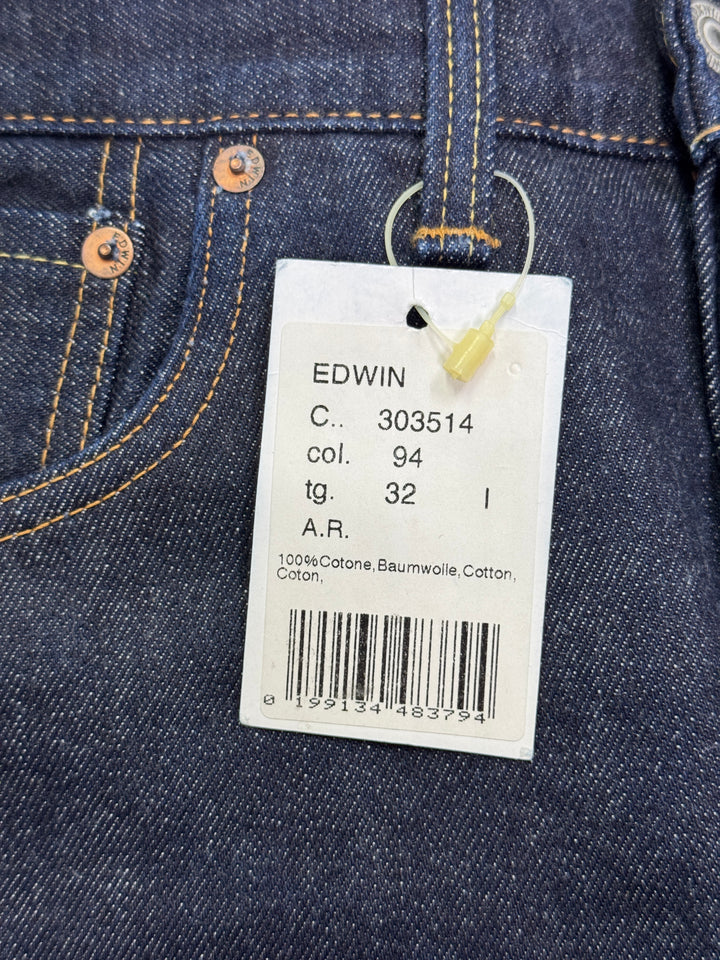 EDWIN
EDWIN
EDWIN
C.. 303514
col. 94
tg. 32 I
A.R.
100%Cotone,Baumwolle,Cotton,
Coton,
0 199134 483794